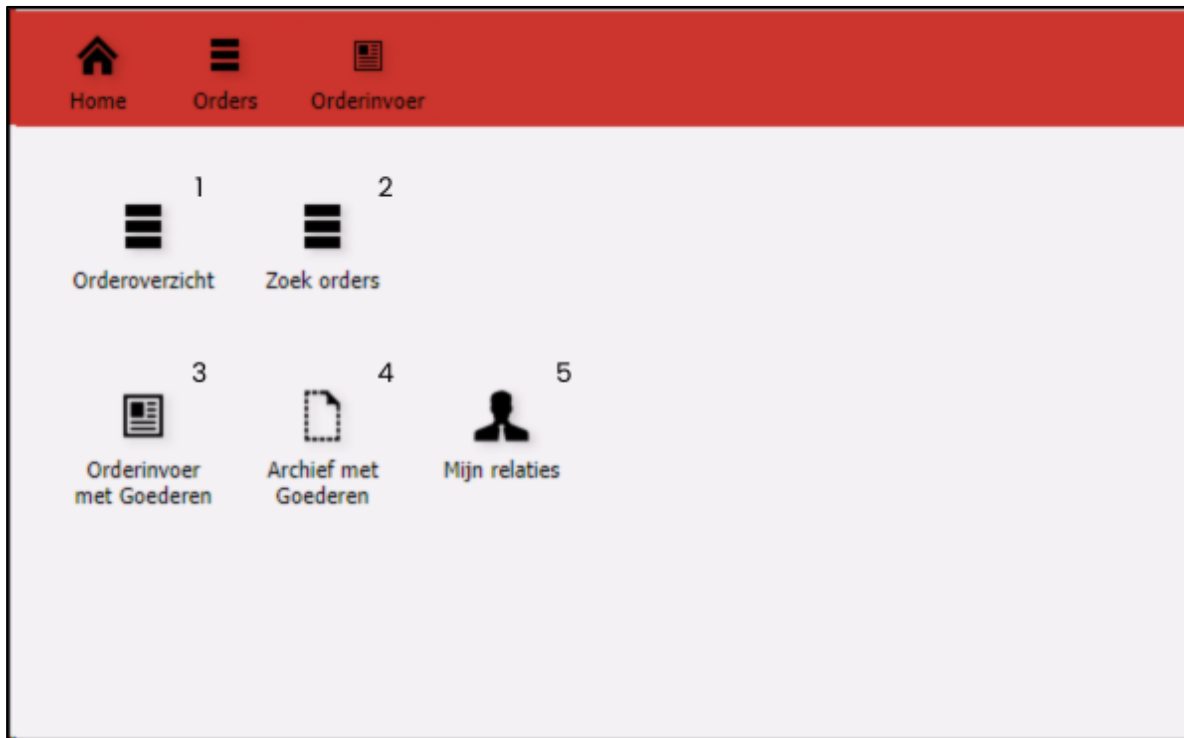 Home Orders Orderinvoer
1 2
Orderoverzicht Zoek orders
3 4 5
Orderinvoer Archief met Mijn relaties
met Goederen Goederen